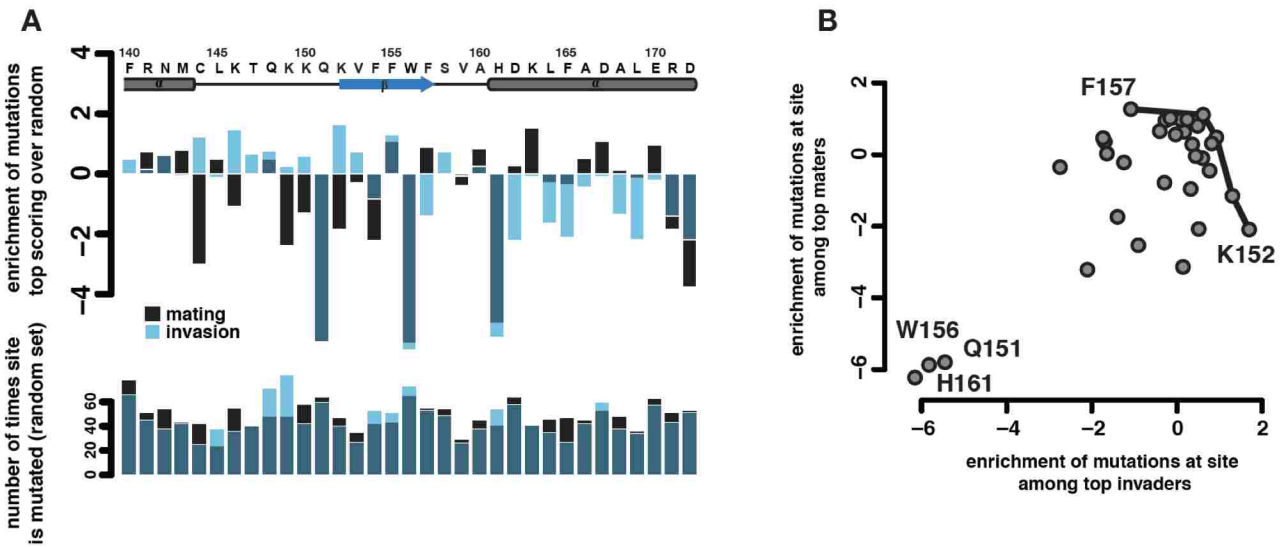 A
enrichment of mutations
top scoring over random
4
2
0
−2
−4
140 145 150 155 160 165 170
F R N M C L K T Q K K Q K V F F W F S V A H D K L F A D A L E R D
α β α
mating
invasion
number of times site
is mutated (random set)
60
40
20
0
B
enrichment of mutations at site
among top maters
2
0
−2
−4
−6
F157
K152
W156
Q151
H161
−6 −4 −2 0 2
enrichment of mutations at site
among top invaders